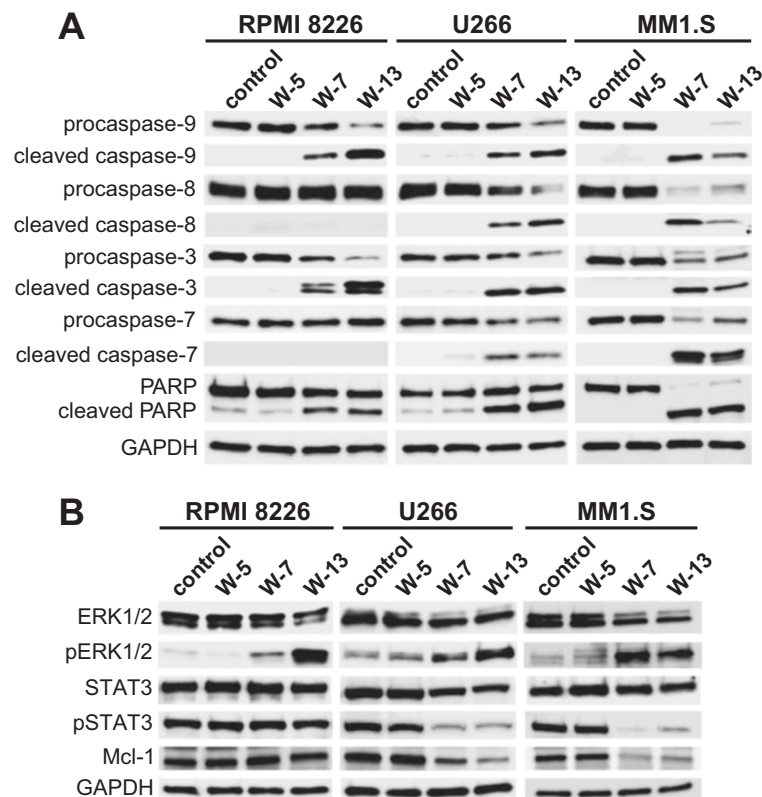 A
RPMI 8226 U266 MM1.S
control W-5 W-7 W-13 control W-5 W-7 W-13 control W-5 W-7 W-13
procaspase-9
cleaved caspase-9
procaspase-8
cleaved caspase-8
procaspase-3
cleaved caspase-3
procaspase-7
cleaved caspase-7
PARP
cleaved PARP
GAPDH
B
RPMI 8226 U266 MM1.S
control W-5 W-7 W-13 control W-5 W-7 W-13 control W-5 W-7 W-13
ERK1/2
pERK1/2
STAT3
pSTAT3
Mcl-1
GAPDH